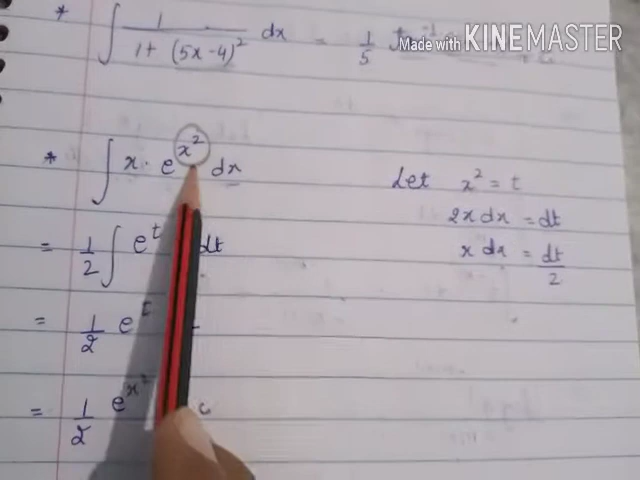 * ∫ 1/(1 + (5x-4)²) dx = 1/5
Made with KINEMASTER
* ∫ x · e^(x²) dx
Let x² = t
2x dx = dt
x dx = dt/2
= 1/2 ∫ e^t dt
= 1/2 e^t
= 1/2 e^(x²) c